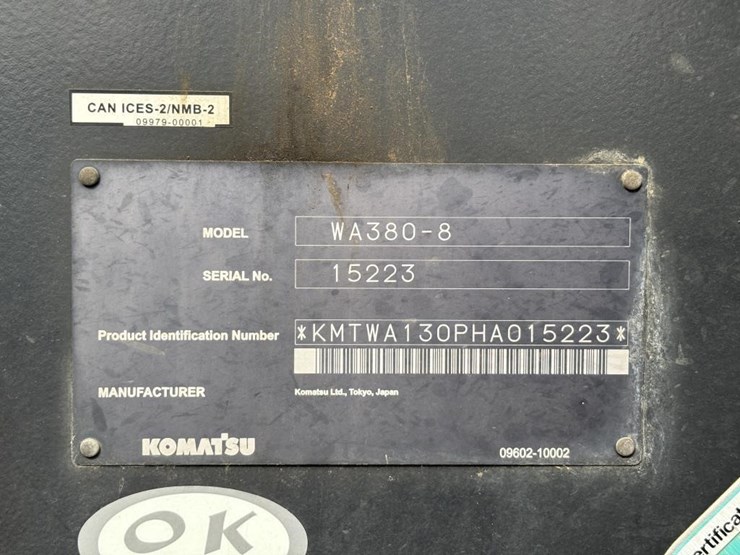 CAN ICES-2/NMB-2
09979-00001
MODEL WA380-8
SERIAL No. 15223
Product Identification Number *KMTWA130PHA015223*
MANUFACTURER Komatsu Ltd., Tokyo, Japan
KOMATSU 09602-10002
OK